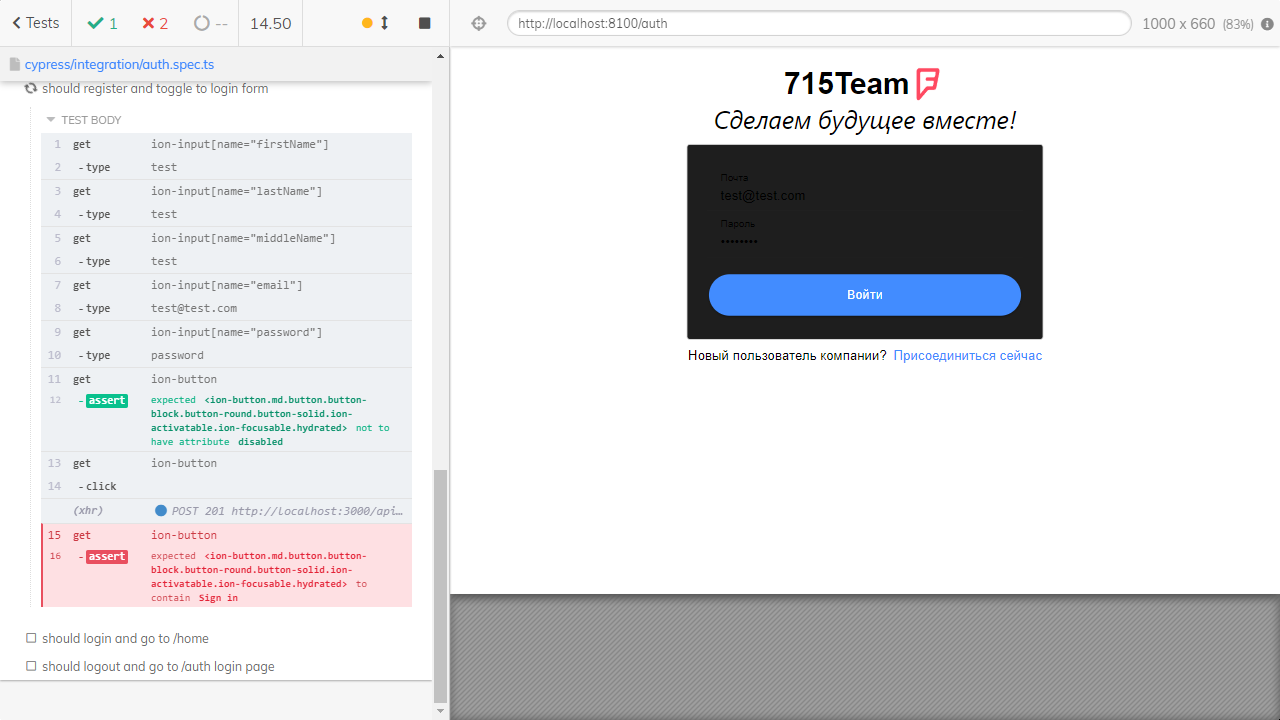 Tests
1
2
--
14.50
http://localhost:8100/auth
1000 x 660 (83%)
cypress/integration/auth.spec.ts
should register and toggle to login form
TEST BODY
1 get ion-input[name="firstName"]
2 -type test
3 get ion-input[name="lastName"]
4 -type test
5 get ion-input[name="middleName"]
6 -type test
7 get ion-input[name="email"]
8 -type test@test.com
9 get ion-input[name="password"]
10 -type password
11 get ion-button
12 -assert expected <ion-button.md.button.button-
block.button-round.button-solid.ion-
activatable.ion-focusable.hydrated> not to
have attribute disabled
13 get ion-button
14 -click
(xhr) POST 201 http://localhost:3000/api…
15 get ion-button
16 -assert expected <ion-button.md.button.button-
block.button-round.button-solid.ion-
activatable.ion-focusable.hydrated> to
contain Sign in
should login and go to /home
should logout and go to /auth login page
715Team
Сделаем будущее вместе!
Почта
test@test.com
Пароль
••••••••
Войти
Новый пользователь компании? Присоединиться сейчас